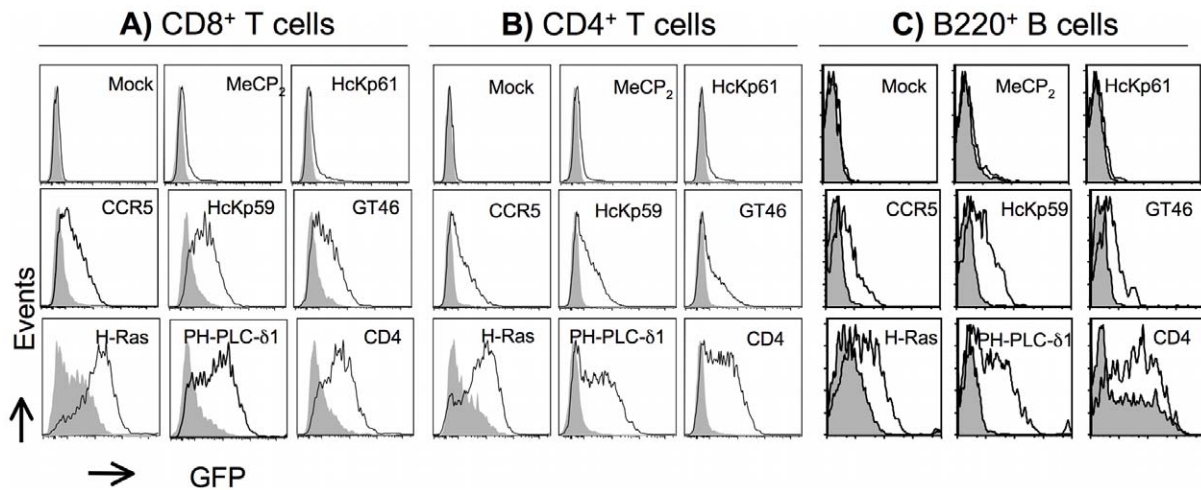 A) CD8⁺ T cells B) CD4⁺ T cells C) B220⁺ B cells
Mock MeCP₂ HcKp61 Mock MeCP₂ HcKp61 Mock MeCP₂ HcKp61
CCR5 HcKp59 GT46 CCR5 HcKp59 GT46 CCR5 HcKp59 GT46
H-Ras PH-PLC-δ1 CD4 H-Ras PH-PLC-δ1 CD4 H-Ras PH-PLC-δ1 CD4
Events
GFP